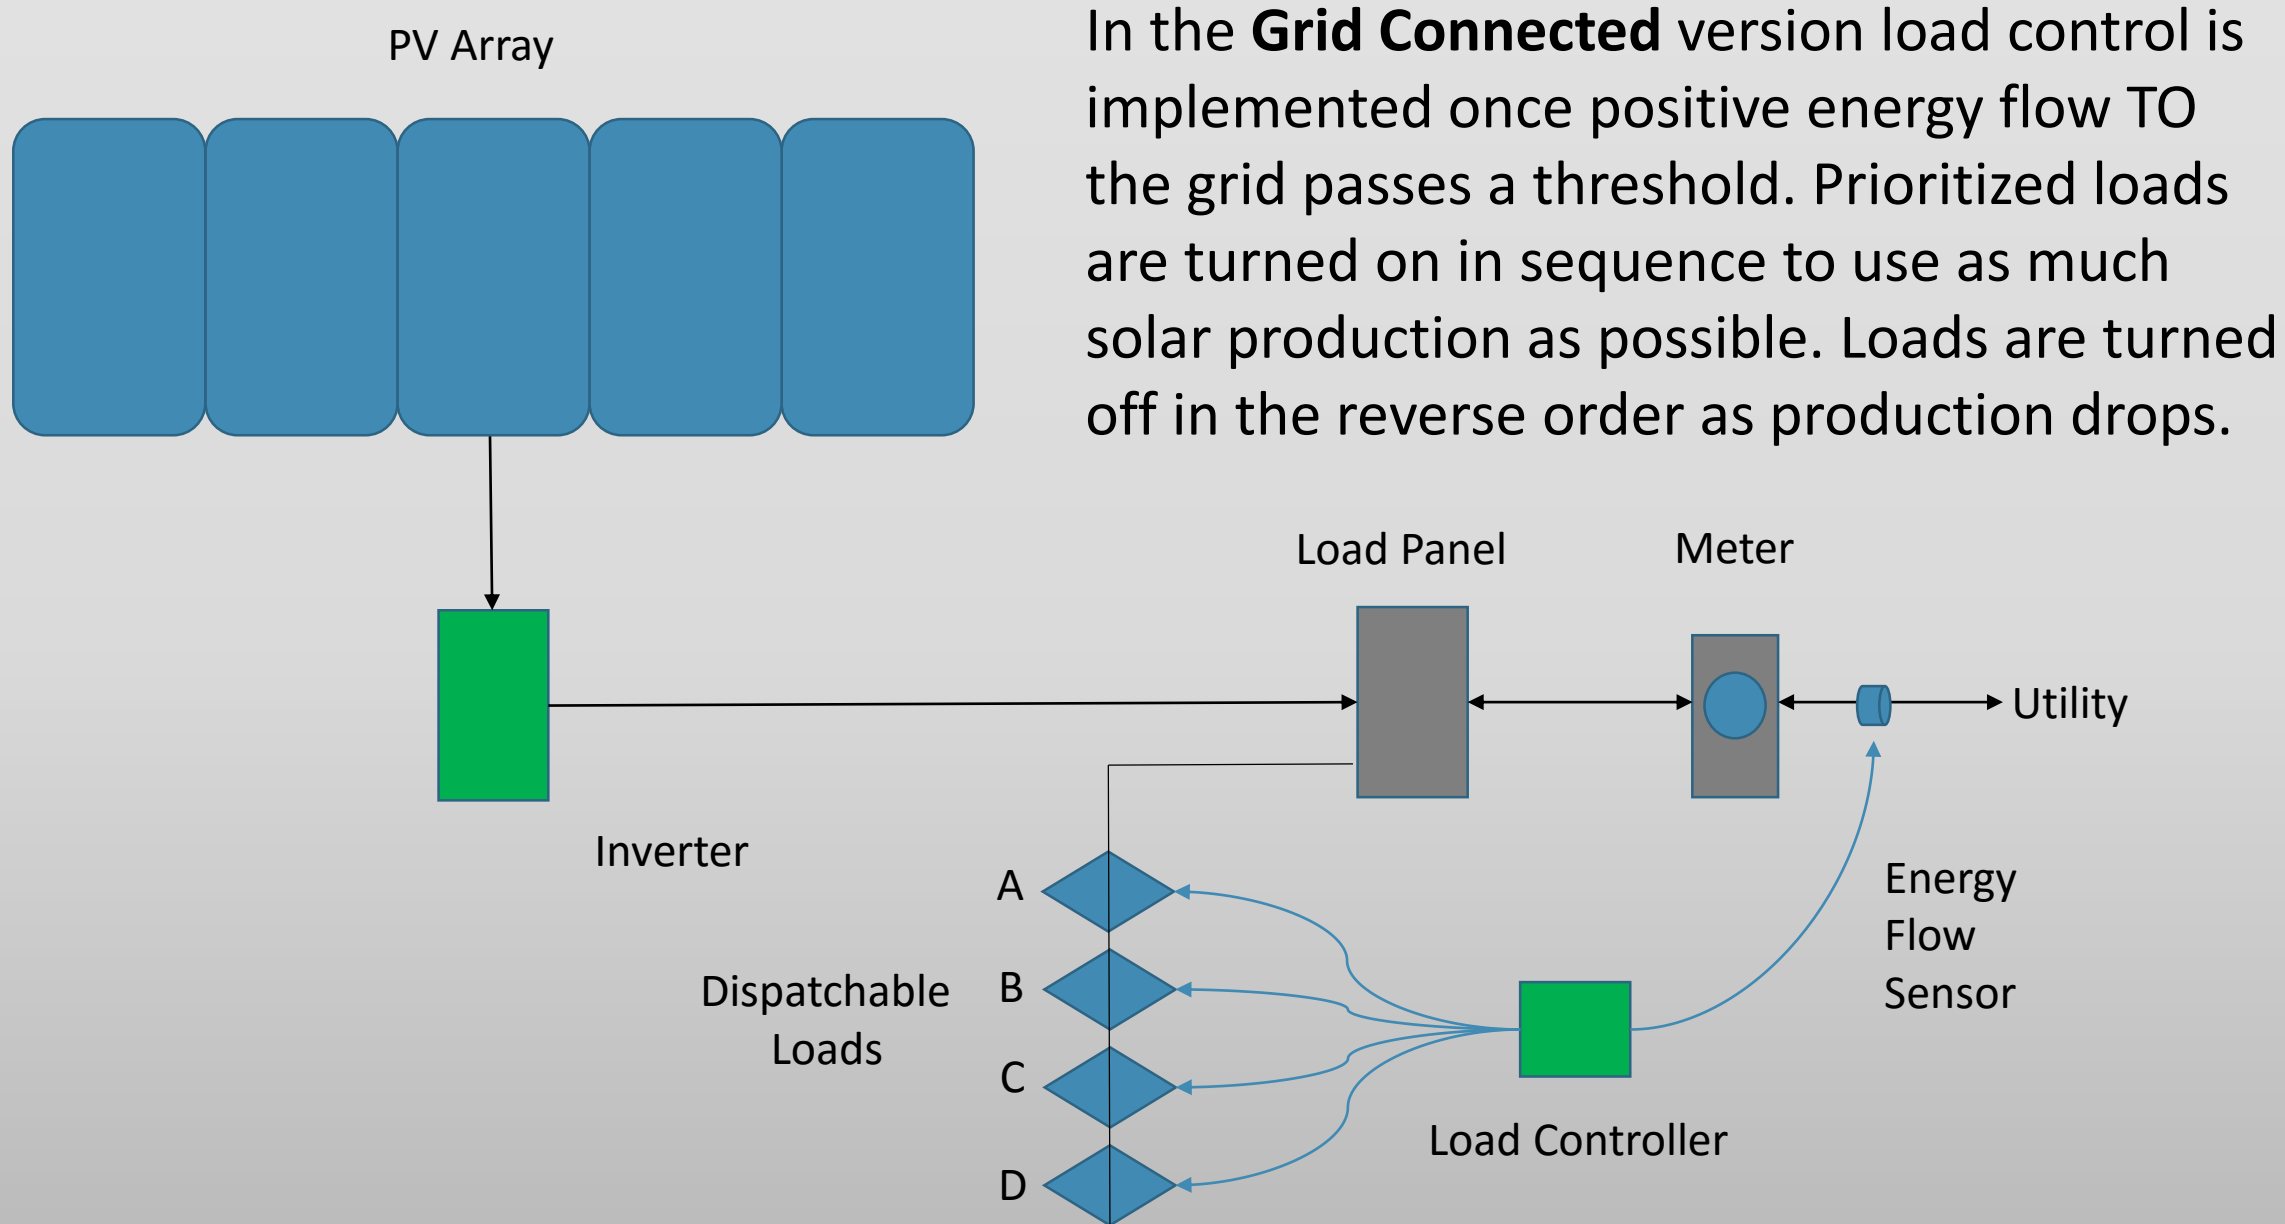 PV Array
In the Grid Connected version load control is
implemented once positive energy flow TO
the grid passes a threshold. Prioritized loads
are turned on in sequence to use as much
solar production as possible. Loads are turned
off in the reverse order as production drops.
Load Panel
Meter
Utility
Inverter
A
Energy
Flow
Sensor
Dispatchable
Loads
B
C
Load Controller
D